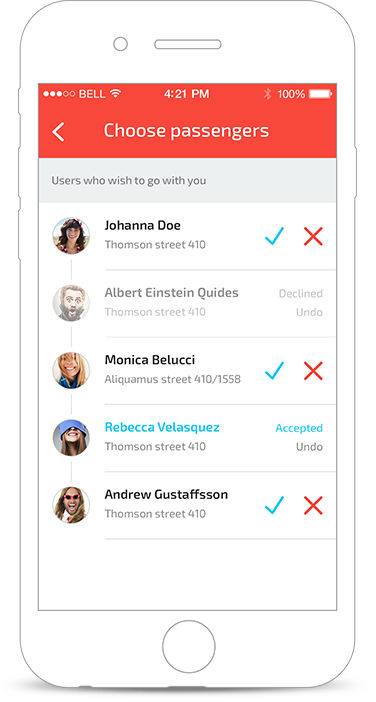 BELL 4:21 PM 100%
Choose passengers
Users who wish to go with you
Johanna Doe
Thomson street 410
Albert Einstein Quides Declined
Thomson street 410 Undo
Monica Belucci
Aliquamus street 410/1558
Rebecca Velasquez Accepted
Thomson street 410 Undo
Andrew Gustaffsson
Thomson street 410